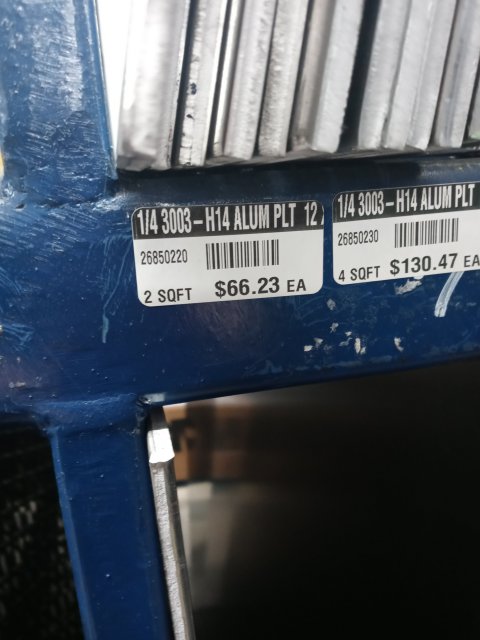 1/4 3003-H14 ALUM PLT 12
26850220
2 SQFT $66.23 EA
1/4 3003-H14 ALUM PLT
26850230
4 SQFT $130.47 EA